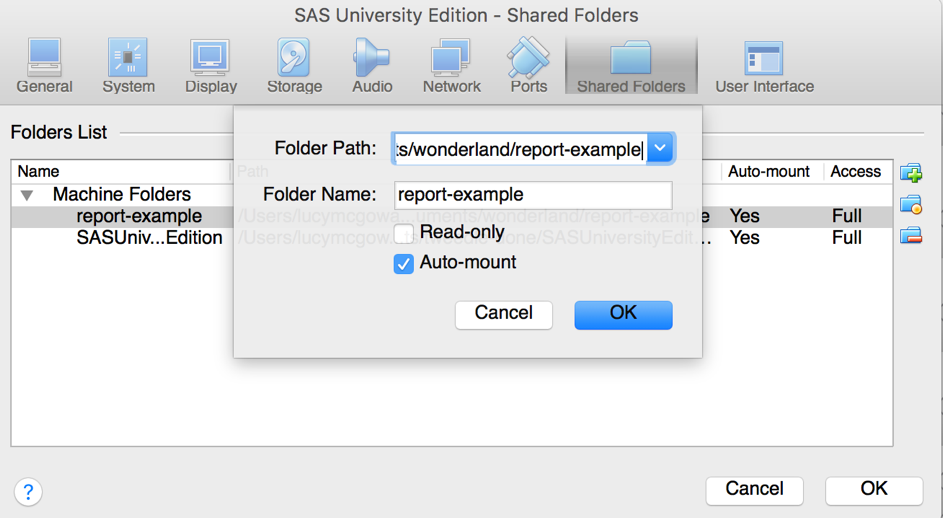 SAS University Edition - Shared Folders
General System Display Storage Audio Network Ports Shared Folders User Interface
Folders List
Folder Path: ts/wonderland/report-example
Name Path Auto-mount Access
Folder Name: report-example
Machine Folders
report-example /Users/lucymcgowa...uments/wonderland/report-example Yes Full
Read-only
SASUniv...Edition /Users/lucymcgow SASUniversityEdit... Yes Full
Auto-mount
Cancel OK
? Cancel OK